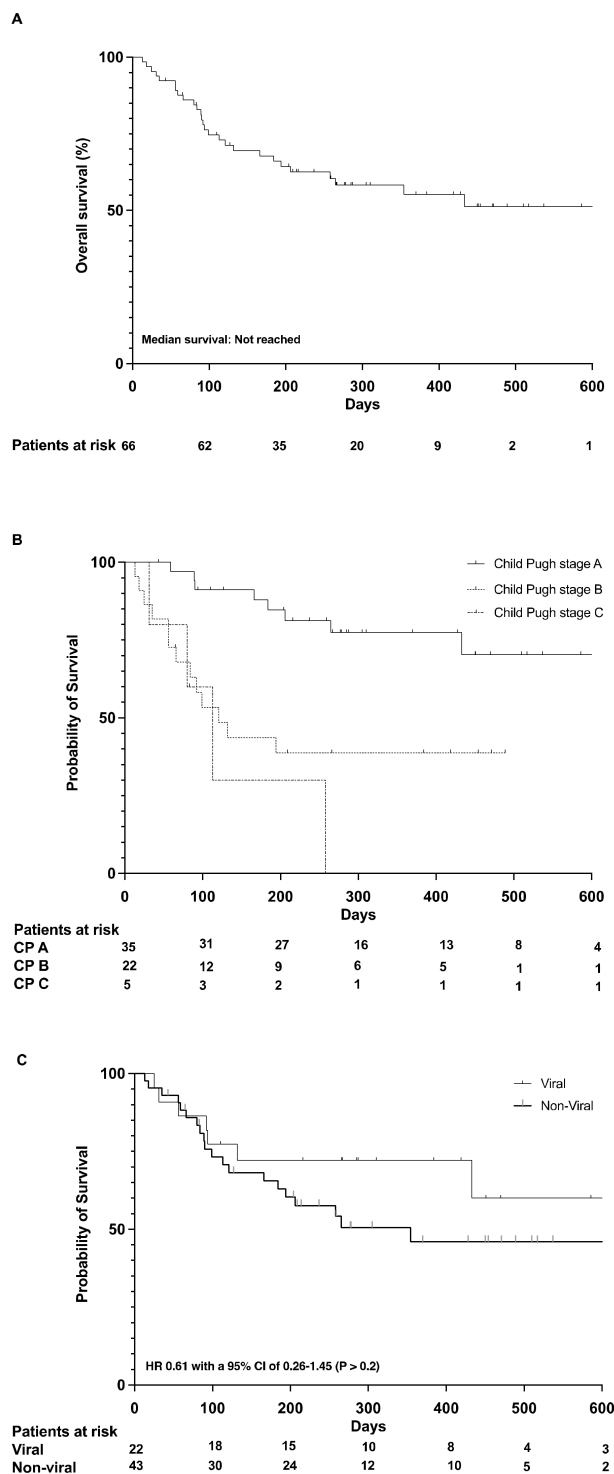 A
100
50
0
Overall survival (%)
Median survival: Not reached
0 100 200 300 400 500 600
Days
Patients at risk 66 62 35 20 9 2 1
B
100
50
0
Probability of Survival
Child Pugh stage A
Child Pugh stage B
Child Pugh stage C
0 100 200 300 400 500 600
Days
Patients at risk
CP A 35 31 27 16 13 8 4
CP B 22 12 9 6 5 1 1
CP C 5 3 2 1 1 1 1
C
100
50
0
Probability of Survival
Viral
Non-Viral
HR 0.61 with a 95% CI of 0.26-1.45 (P > 0.2)
0 100 200 300 400 500 600
Days
Patients at risk
Viral 22 18 15 10 8 4 3
Non-viral 43 30 24 12 10 5 2